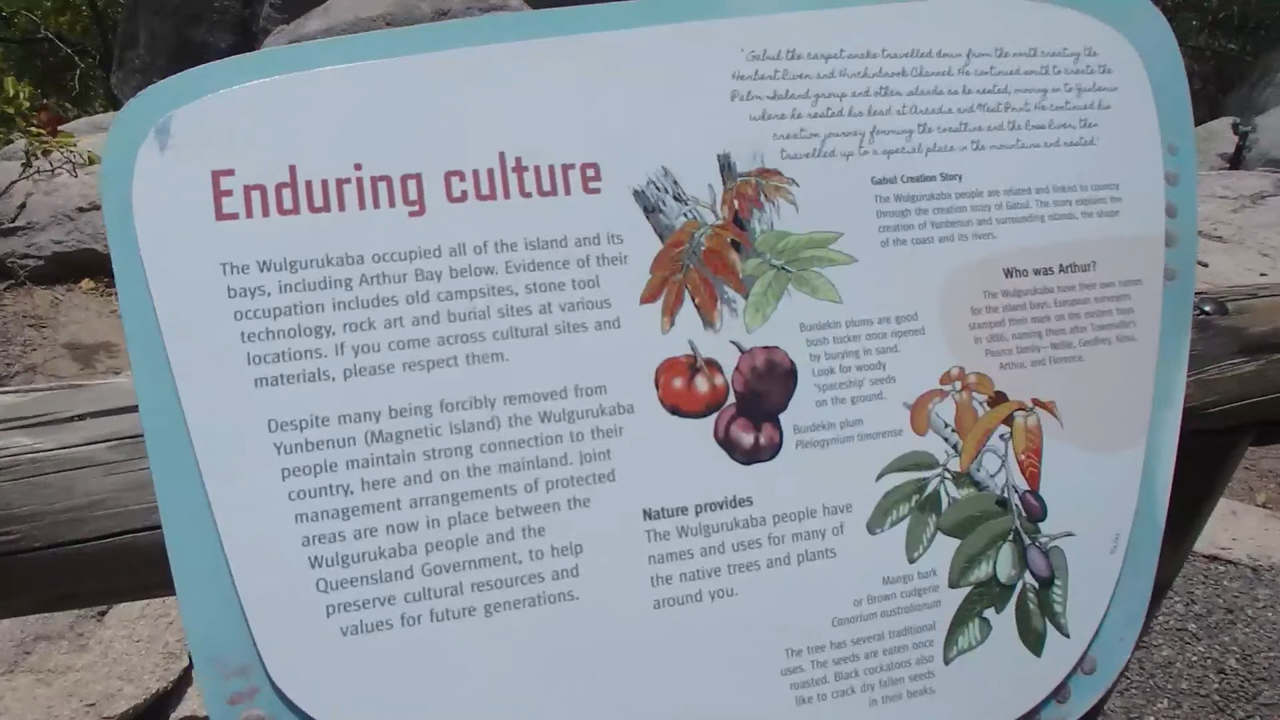 Enduring culture
The Wulgurukaba occupied all of the island and its
bays, including Arthur Bay below. Evidence of their
occupation includes old campsites, stone tool
technology, rock art and burial sites at various
locations. If you come across cultural sites and
materials, please respect them.
Despite many being forcibly removed from
Yunbenun (Magnetic Island) the Wulgurukaba
people maintain strong connection to their
country, here and on the mainland. Joint
management arrangements of protected
areas are now in place between the
Wulgurukaba people and the
Queensland Government, to help
preserve cultural resources and
values for future generations.
'Gabul the carpet snake travelled down from the north creating the
Herbert River and Hinchinbrook Channel. He continued south to create the
Palm Island group and other islands as he rested, moving on to Yunbenun
where he rested his head at Arcadia and West Point. He continued his
creation journey forming the coastline and the Ross River, then
travelled up to a special place in the mountains and rested.'
Gabul Creation Story
The Wulgurukaba people are related and linked to country
through the creation story of Gabul. The story explains the
creation of Yunbenun and surrounding islands, the shape
of the coast and its rivers.
Who was Arthur?
The Wulgurukaba have their own names
for the island bays. European surveyors
stamped their mark on the eastern bays
in 1886, naming them after Townsville's
Pearce family—Nellie, Geoffrey, Alma,
Arthur, and Florence.
Burdekin plums are good
bush tucker once ripened
by burying in sand.
Look for woody
'spaceship' seeds
on the ground.
Burdekin plum
Pleiogynium timorense
Nature provides
The Wulgurukaba people have
names and uses for many of
the native trees and plants
around you.
Mango bark
or Brown cudgerie
Canarium australianum
The tree has several traditional
uses. The seeds are eaten once
roasted. Black cockatoos also
like to crack dry fallen seeds
in their beaks.